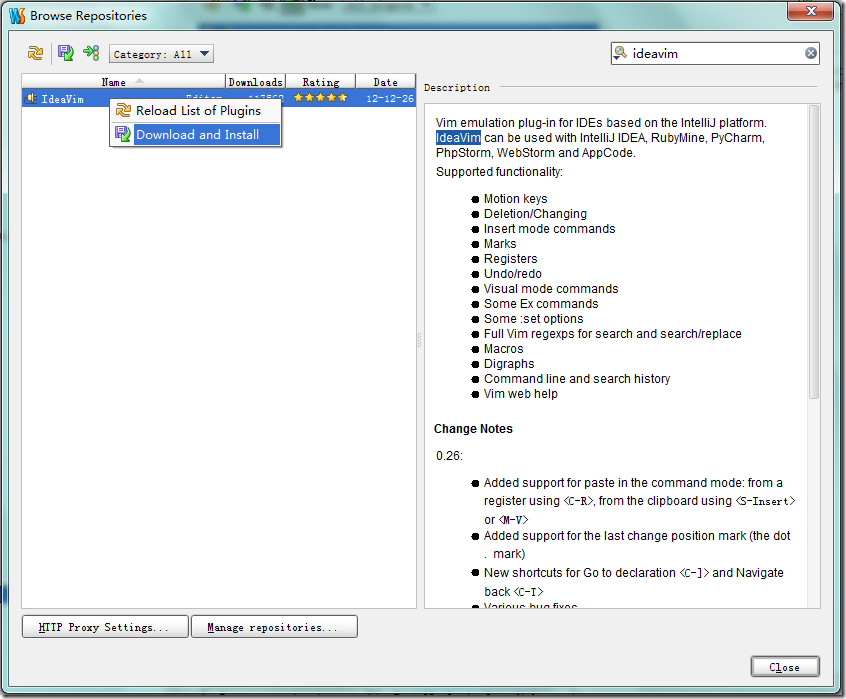 Browse Repositories
Category: All
ideavim
Name Downloads Rating Date
Description
IdeaVim 12-12-26
Reload List of Plugins
Download and Install
Vim emulation plug-in for IDEs based on the IntelliJ platform.
IdeaVim can be used with IntelliJ IDEA, RubyMine, PyCharm,
PhpStorm, WebStorm and AppCode.
Supported functionality:
Motion keys
Deletion/Changing
Insert mode commands
Marks
Registers
Undo/redo
Visual mode commands
Some Ex commands
Some :set options
Full Vim regexps for search and search/replace
Macros
Digraphs
Command line and search history
Vim web help
Change Notes
0.26:
Added support for paste in the command mode: from a
register using <C-R>, from the clipboard using <S-Insert>
or <M-V>
Added support for the last change position mark (the dot
. mark)
New shortcuts for Go to declaration <C-]> and Navigate
back <C-T>
Various bug fixes
HTTP Proxy Settings...
Manage repositories...
Close